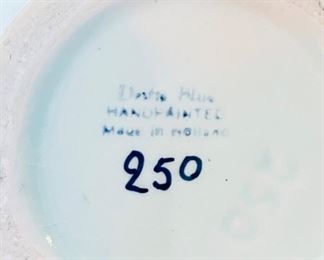 Delft Blue
HANDPAINTED
Made in Holland
250